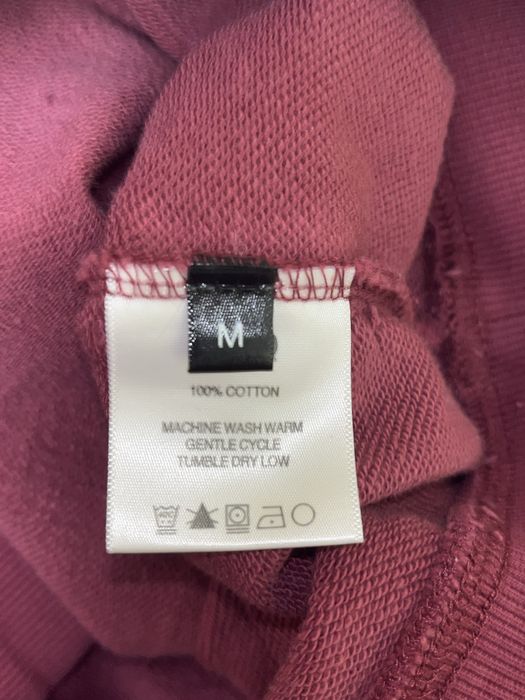 M
100% COTTON
MACHINE WASH WARM
GENTLE CYCLE
TUMBLE DRY LOW